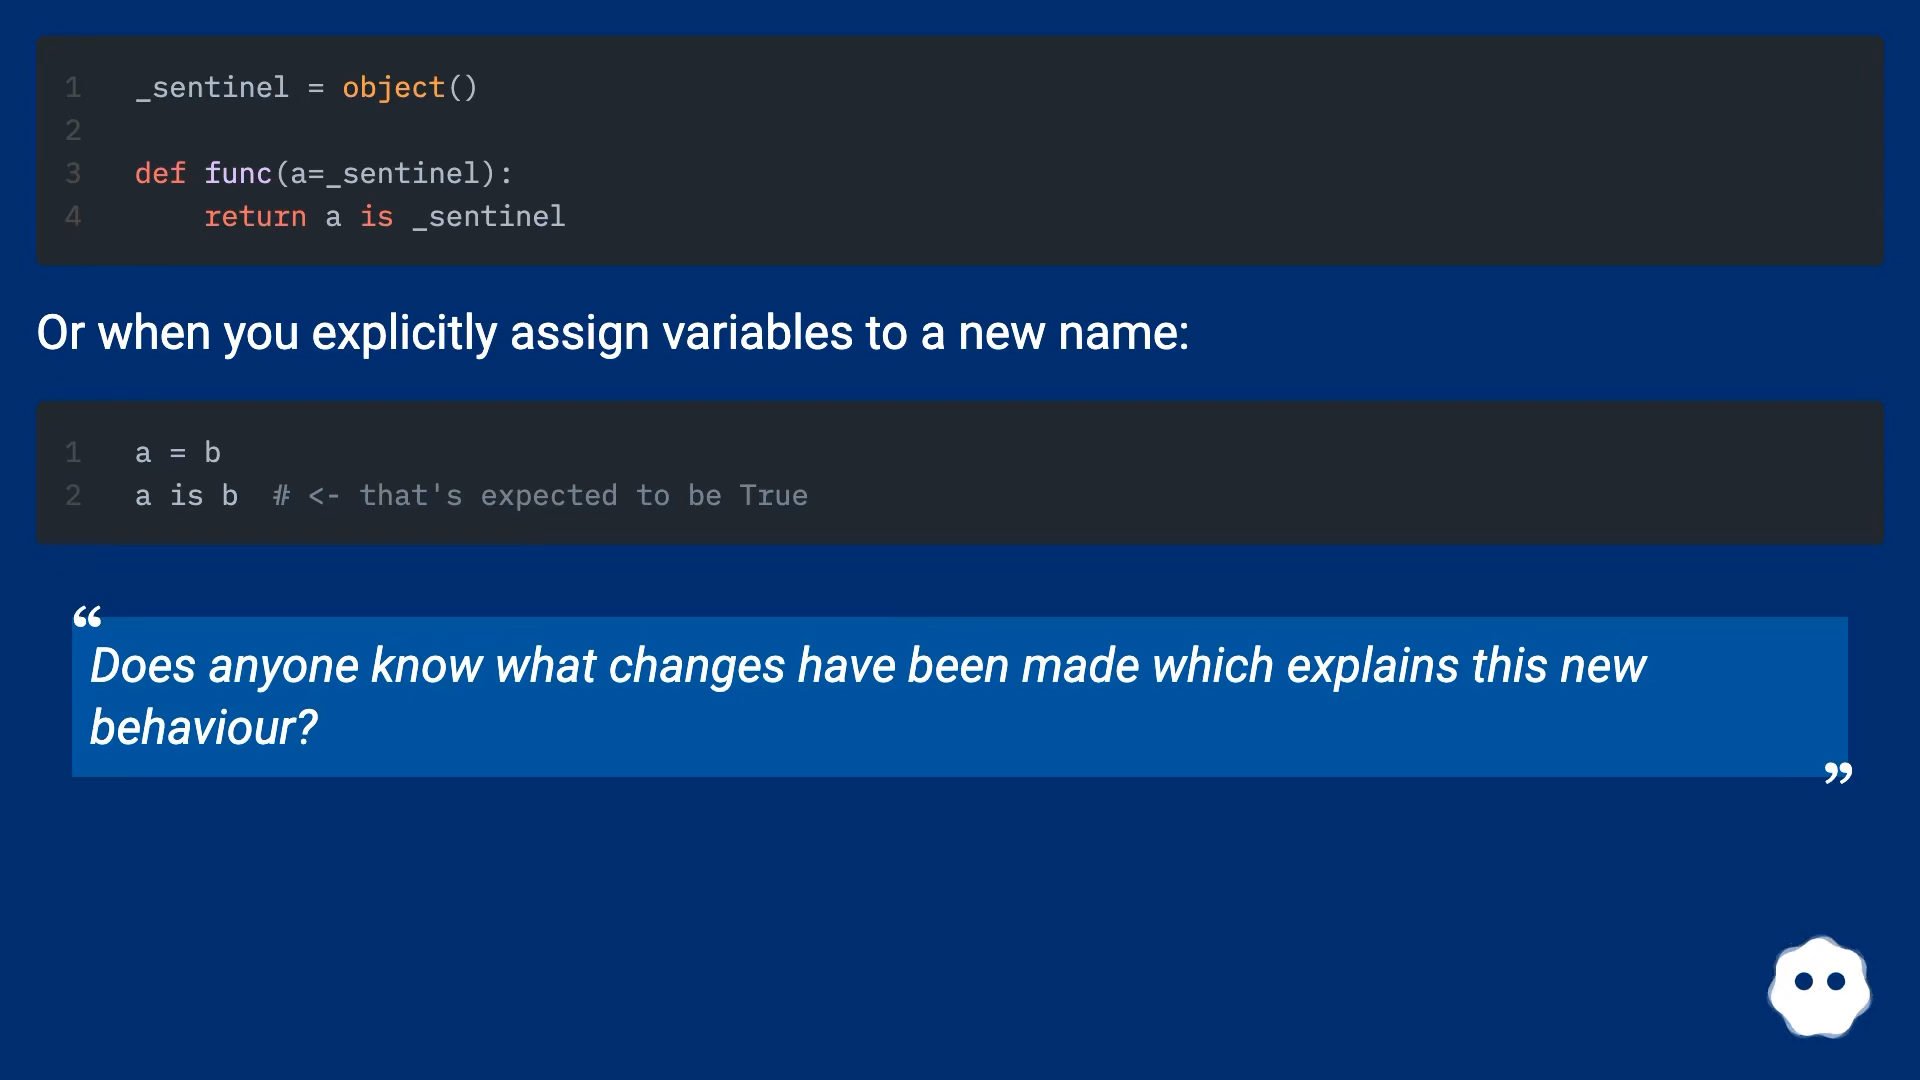 1 _sentinel = object()
2
3 def func(a=_sentinel):
4     return a is _sentinel
Or when you explicitly assign variables to a new name:
1 a = b
2 a is b  # <- that's expected to be True
“
Does anyone know what changes have been made which explains this new
behaviour?
”